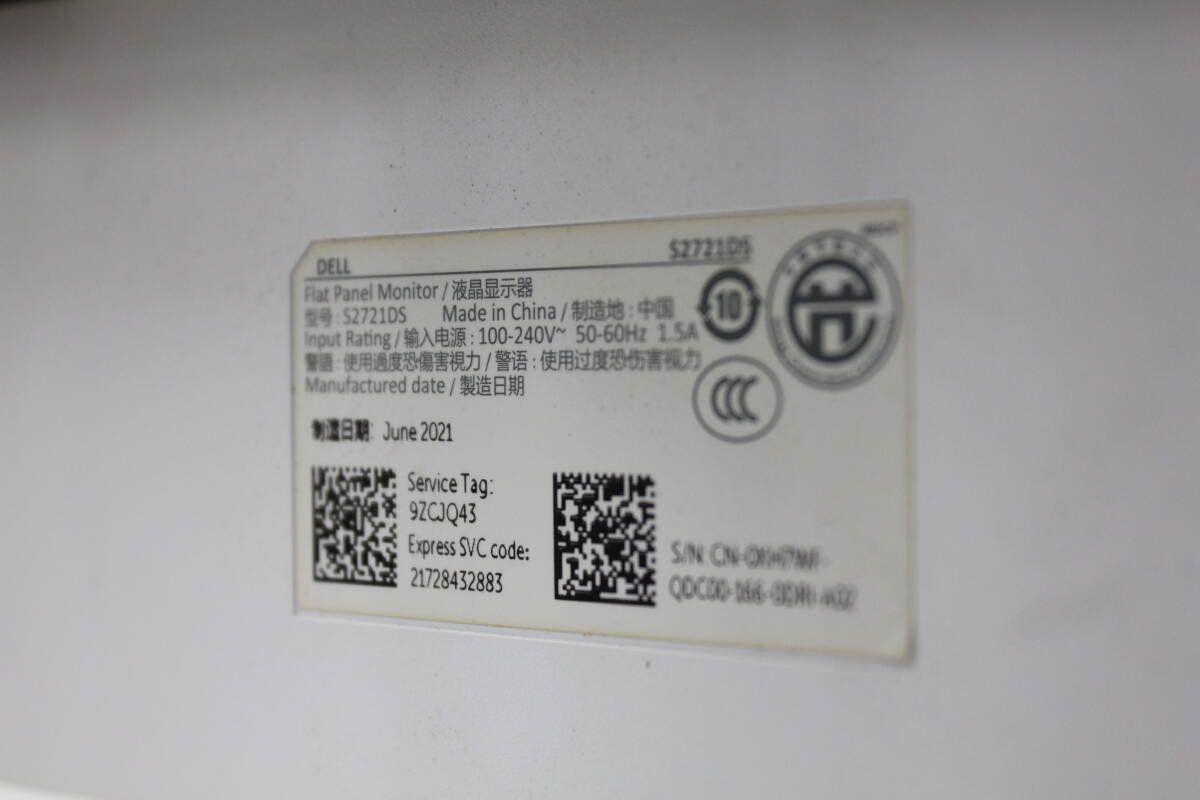 DELL S2721DS
Flat Panel Monitor / 液晶显示器
型号 : S2721DS Made in China / 制造地 : 中国
Input Rating / 输入电源 : 100-240V~ 50-60Hz 1.5A
警語 : 使用過度恐傷害視力 / 警语 : 使用过度恐伤害视力
Manufactured date / 製造日期
10
制造日期: June 2021
Service Tag:
9ZCJQ43
Express SVC code:
21728432883
S/N: CN-